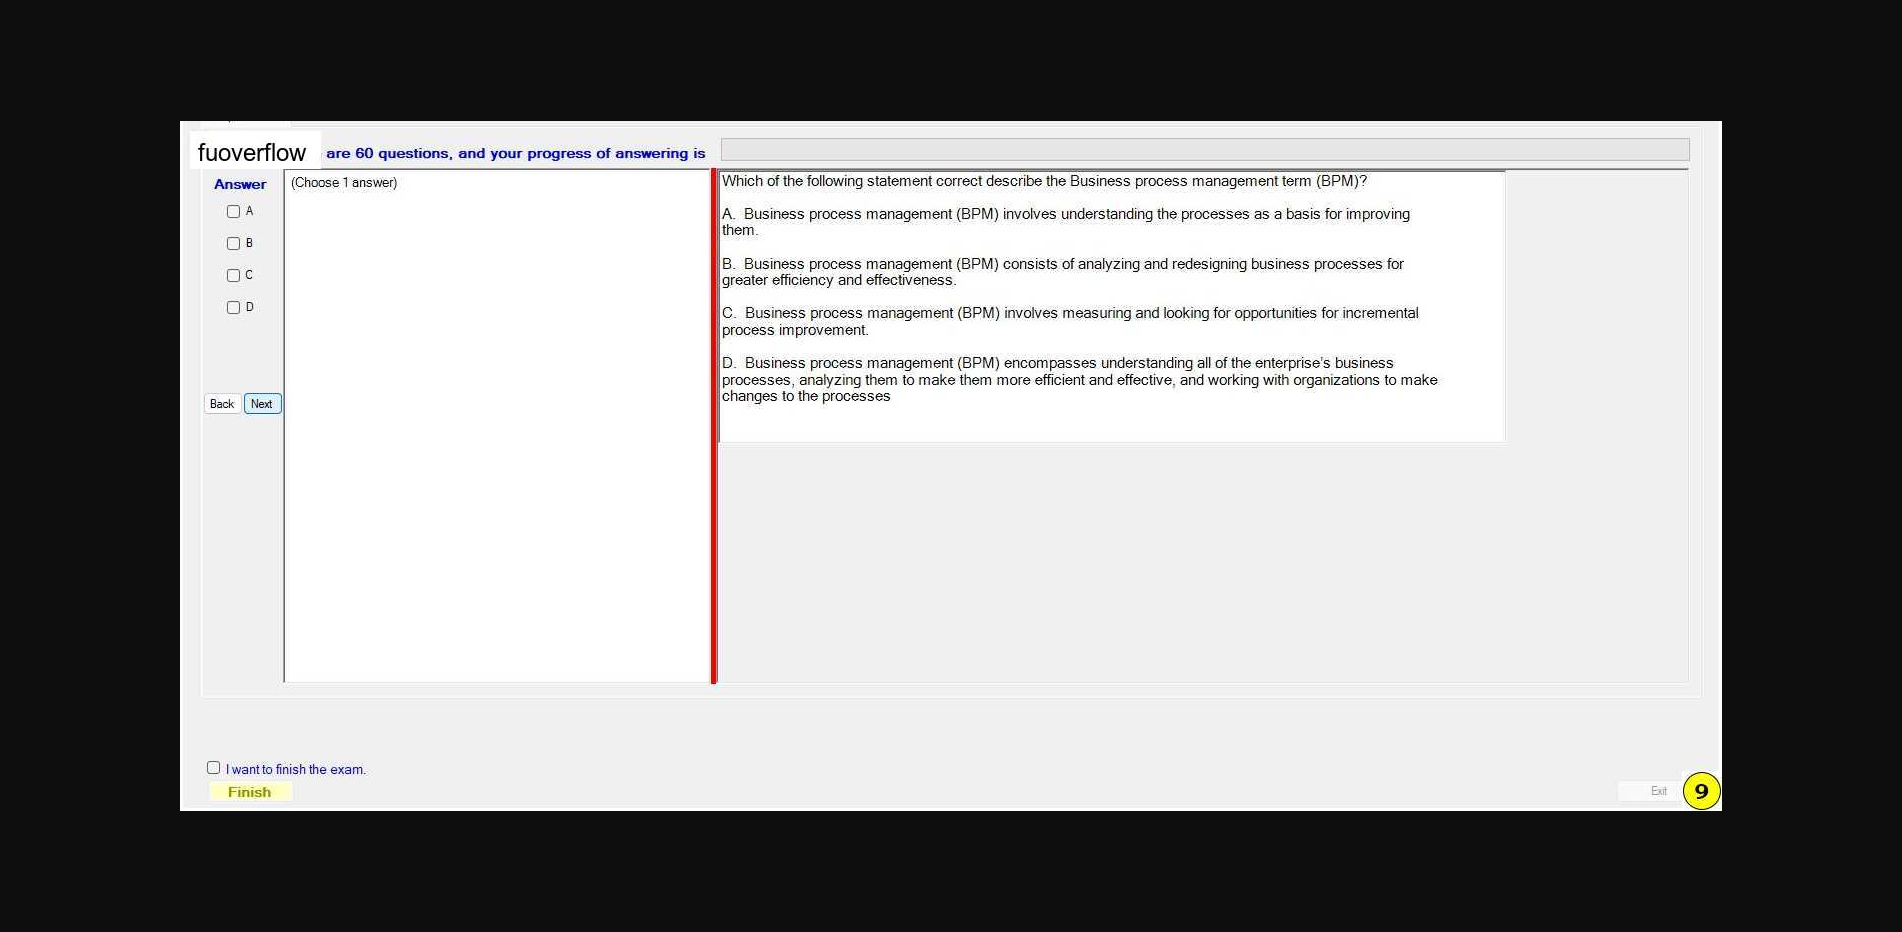 fuoverflow are 60 questions, and your progress of answering is
Answer
A
B
C
D
Back Next
(Choose 1 answer)
Which of the following statement correct describe the Business process management term (BPM)?
A. Business process management (BPM) involves understanding the processes as a basis for improving
them.
B. Business process management (BPM) consists of analyzing and redesigning business processes for
greater efficiency and effectiveness.
C. Business process management (BPM) involves measuring and looking for opportunities for incremental
process improvement.
D. Business process management (BPM) encompasses understanding all of the enterprise's business
processes, analyzing them to make them more efficient and effective, and working with organizations to make
changes to the processes
I want to finish the exam.
Finish
Exit
9